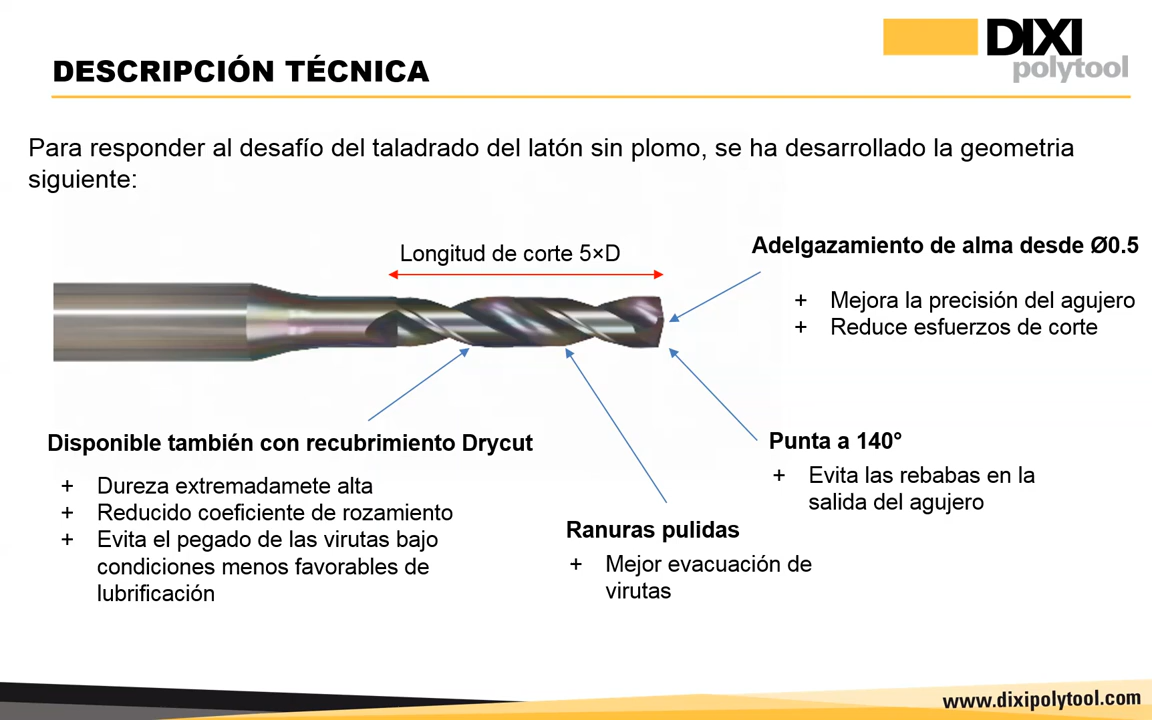 DIXI
polytool
DESCRIPCIÓN TÉCNICA
Para responder al desafío del taladrado del latón sin plomo, se ha desarrollado la geometria
siguiente:
Longitud de corte 5×D
Adelgazamiento de alma desde Ø0.5
+ Mejora la precisión del agujero
+ Reduce esfuerzos de corte
Disponible también con recubrimiento Drycut
+ Dureza extremadamete alta
+ Reducido coeficiente de rozamiento
+ Evita el pegado de las virutas bajo
condiciones menos favorables de
lubrificación
Ranuras pulidas
+ Mejor evacuación de
virutas
Punta a 140°
+ Evita las rebabas en la
salida del agujero
www.dixipolytool.com